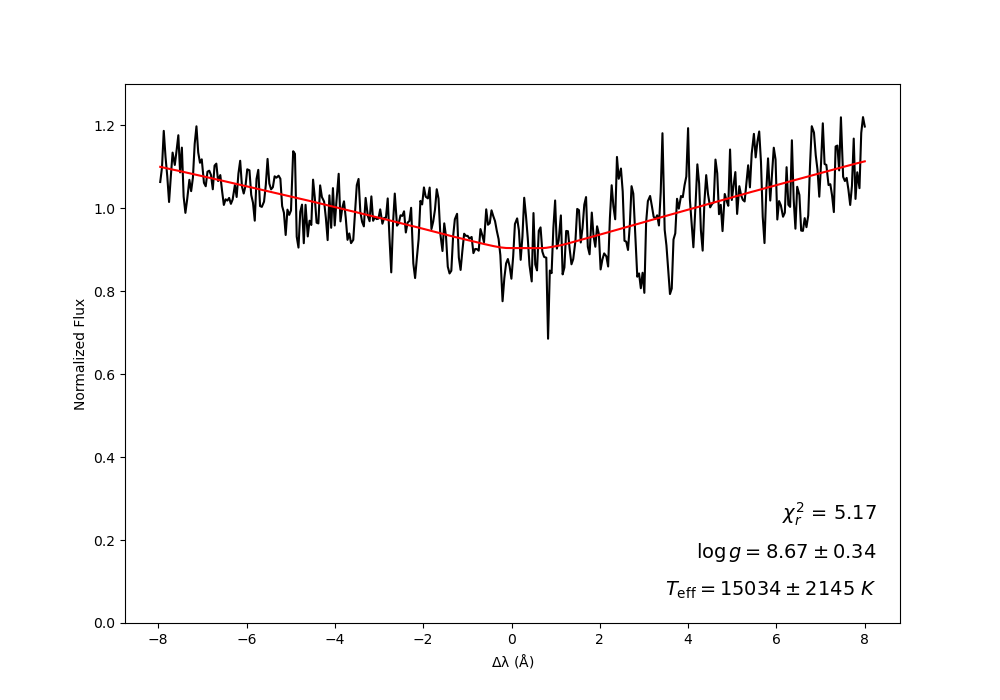 1.2
1.0
0.8
0.6
0.4
0.2
0.0
Normalized Flux
χ²ᵣ = 5.17
log g = 8.67 ± 0.34
T_eff = 15034 ± 2145 K
−8 −6 −4 −2 0 2 4 6 8
Δλ (Å)